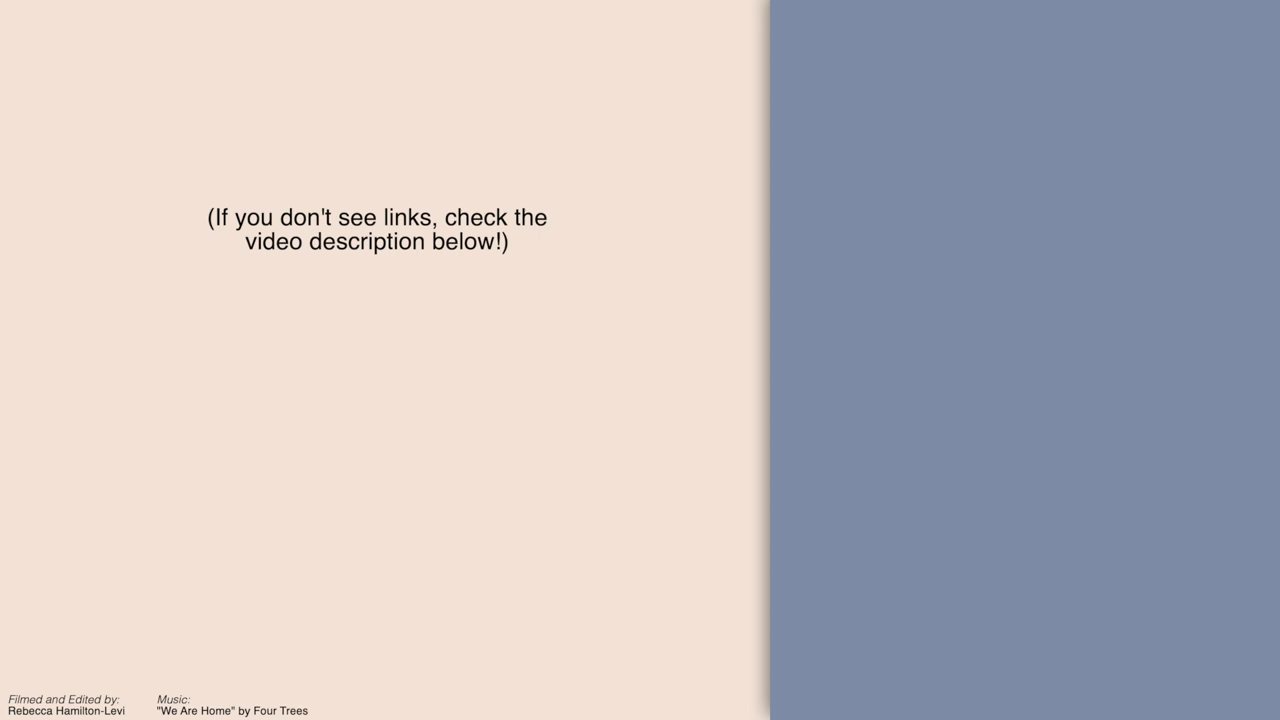 (If you don't see links, check the
video description below!)
Filmed and Edited by:
Rebecca Hamilton-Levi
Music:
"We Are Home" by Four Trees